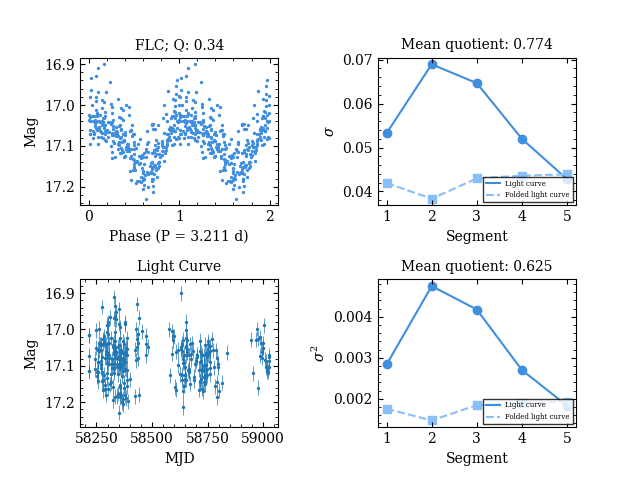 FLC; Q: 0.34
Mag
16.9
17.0
17.1
17.2
0
1
2
Phase (P = 3.211 d)
Mean quotient: 0.774
σ
0.07
0.06
0.05
0.04
Light curve
Folded light curve
1
2
3
4
5
Segment
Light Curve
Mag
16.9
17.0
17.1
17.2
58250
58500
58750
59000
MJD
Mean quotient: 0.625
σ²
0.004
0.003
0.002
Light curve
Folded light curve
1
2
3
4
5
Segment